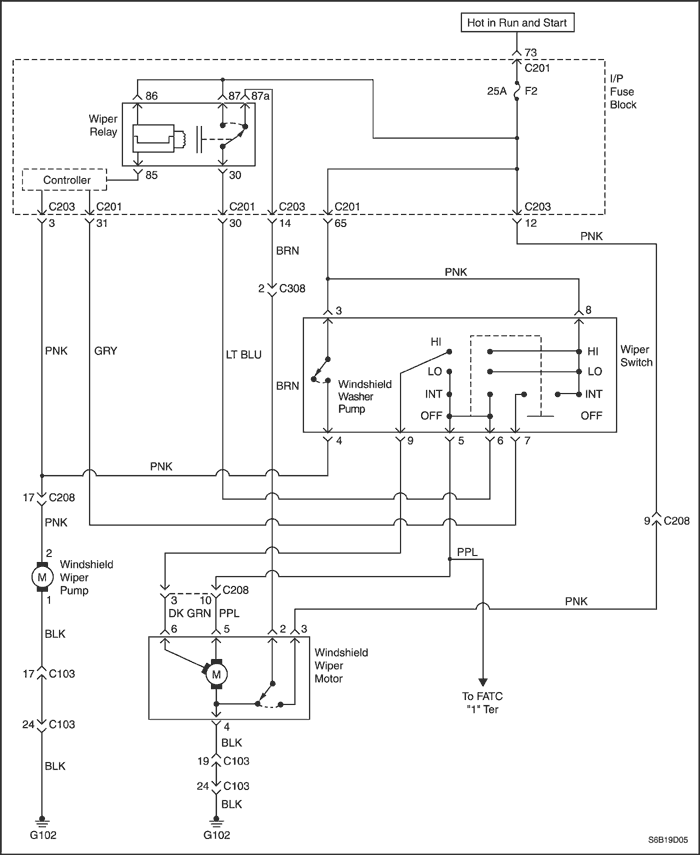 Hot in Run and Start
73
C201
I/P
Fuse
Block
25A F2
86 87 87a
Wiper
Relay
85 30
Controller
C203 C201 C201 C203 C201 C203
3 31 30 14 65 12
PNK
BRN
PNK
2 C308
3 8
PNK GRY LT BLU BRN
HI HI
LO LO
INT INT
OFF OFF
Wiper
Switch
Windshield
Washer
Pump
4 9 5 6 7
PNK
17 C208
PNK
9 C208
2
M
1
Windshield
Wiper
Pump
PPL
C208
3 10
DK GRN PPL
PNK
6 5 2 3
BLK
Windshield
Wiper
Motor
M
17 C103
To FATC
"1" Ter
4
24 C103
BLK
19 C103
BLK
24 C103
BLK
G102 G102
S6B19D05